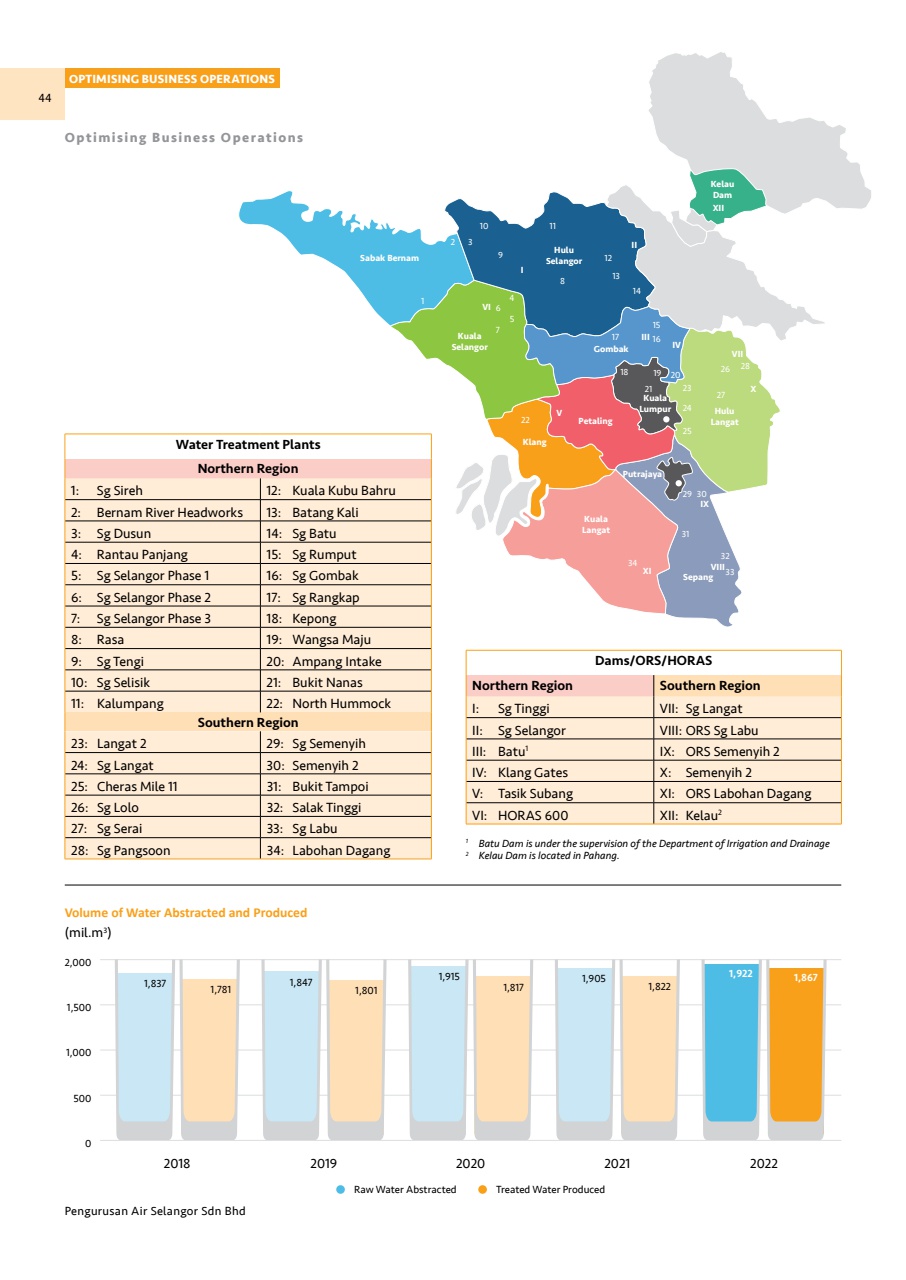 OPTIMISING BUSINESS OPERATIONS
44
Optimising Business Operations
Kelau
Dam
XII
Sabak Bernam
1
2
3
10
9
I
11
Hulu
Selangor
8
12
II
13
14
VI
4
6
5
7
Kuala
Selangor
17
III
15
16
IV
Gombak
18
19
20
21
Kuala
Lumpur
VII
26
28
X
23
27
24
Hulu
Langat
25
22
Klang
V
Petaling
Putrajaya
29
30
IX
Kuala
Langat
34
XI
31
32
VIII
33
Sepang
Water Treatment Plants
Northern Region
1: Sg Sireh
12: Kuala Kubu Bahru
2: Bernam River Headworks
13: Batang Kali
3: Sg Dusun
14: Sg Batu
4: Rantau Panjang
15: Sg Rumput
5: Sg Selangor Phase 1
16: Sg Gombak
6: Sg Selangor Phase 2
17: Sg Rangkap
7: Sg Selangor Phase 3
18: Kepong
8: Rasa
19: Wangsa Maju
9: Sg Tengi
20: Ampang Intake
10: Sg Selisik
21: Bukit Nanas
11: Kalumpang
22: North Hummock
Southern Region
23: Langat 2
29: Sg Semenyih
24: Sg Langat
30: Semenyih 2
25: Cheras Mile 11
31: Bukit Tampoi
26: Sg Lolo
32: Salak Tinggi
27: Sg Serai
33: Sg Labu
28: Sg Pangsoon
34: Labohan Dagang
Dams/ORS/HORAS
Northern Region
Southern Region
I: Sg Tinggi
VII: Sg Langat
II: Sg Selangor
VIII: ORS Sg Labu
III: Batu¹
IX: ORS Semenyih 2
IV: Klang Gates
X: Semenyih 2
V: Tasik Subang
XI: ORS Labohan Dagang
VI: HORAS 600
XII: Kelau²
¹ Batu Dam is under the supervision of the Department of Irrigation and Drainage
² Kelau Dam is located in Pahang.
Volume of Water Abstracted and Produced
(mil.m³)
2,000
1,500
1,000
500
0
1,837
1,781
1,847
1,801
1,915
1,817
1,905
1,822
1,922
1,867
2018
2019
2020
2021
2022
Raw Water Abstracted
Treated Water Produced
Pengurusan Air Selangor Sdn Bhd